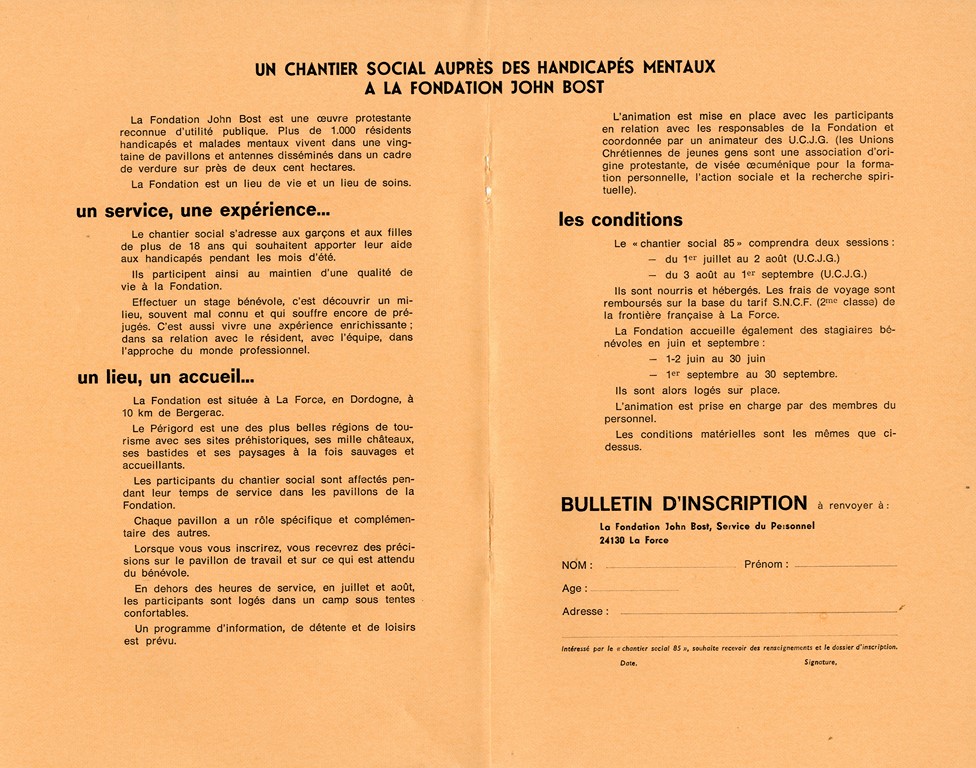 UN CHANTIER SOCIAL AUPRÈS DES HANDICAPÉS MENTAUX
A LA FONDATION JOHN BOST
La Fondation John Bost est une œuvre protestante
reconnue d'utilité publique. Plus de 1.000 résidents
handicapés et malades mentaux vivent dans une ving-
taine de pavillons et antennes disséminés dans un cadre
de verdure sur près de deux cent hectares.
La Fondation est un lieu de vie et un lieu de soins.
un service, une expérience...
Le chantier social s'adresse aux garçons et aux filles
de plus de 18 ans qui souhaitent apporter leur aide
aux handicapés pendant les mois d'été.
Ils participent ainsi au maintien d'une qualité de
vie à la Fondation.
Effectuer un stage bénévole, c'est découvrir un mi-
lieu, souvent mal connu et qui souffre encore de pré-
jugés. C'est aussi vivre une expérience enrichissante ;
dans sa relation avec le résident, avec l'équipe, dans
l'approche du monde professionnel.
un lieu, un accueil...
La Fondation est située à La Force, en Dordogne, à
10 km de Bergerac.
Le Périgord est une des plus belles régions de tou-
risme avec ses sites préhistoriques, ses mille châteaux,
ses bastides et ses paysages à la fois sauvages et
accueillants.
Les participants du chantier social sont affectés pen-
dant leur temps de service dans les pavillons de la
Fondation.
Chaque pavillon a un rôle spécifique et complémen-
taire des autres.
Lorsque vous vous inscrirez, vous recevrez des préci-
sions sur le pavillon de travail et sur ce qui est attendu
du bénévole.
En dehors des heures de service, en juillet et août,
les participants sont logés dans un camp sous tentes
confortables.
Un programme d'information, de détente et de loisirs
est prévu.
L'animation est mise en place avec les participants
en relation avec les responsables de la Fondation et
coordonnée par un animateur des U.C.J.G. (les Unions
Chrétiennes de jeunes gens sont une association d'ori-
gine protestante, de visée œcuménique pour la forma-
tion personnelle, l'action sociale et la recherche spiri-
tuelle).
les conditions
Le « chantier social 85 » comprendra deux sessions :
— du 1er juillet au 2 août (U.C.J.G.)
— du 3 août au 1er septembre (U.C.J.G.)
Ils sont nourris et hébergés. Les frais de voyage sont
remboursés sur la base du tarif S.N.C.F. (2me classe) de
la frontière française à La Force.
La Fondation accueille également des stagiaires bé-
névoles en juin et septembre :
— 1-2 juin au 30 juin
— 1er septembre au 30 septembre.
Ils sont alors logés sur place.
L'animation est prise en charge par des membres du
personnel.
Les conditions matérielles sont les mêmes que ci-
dessus.
BULLETIN D'INSCRIPTION à renvoyer à :
La Fondation John Bost, Service du Personnel
24130 La Force
NOM : Prénom :
Age :
Adresse :
Intéressé par le « chantier social 85 », souhaite recevoir des renseignements et le dossier d'inscription.
Date, Signature,